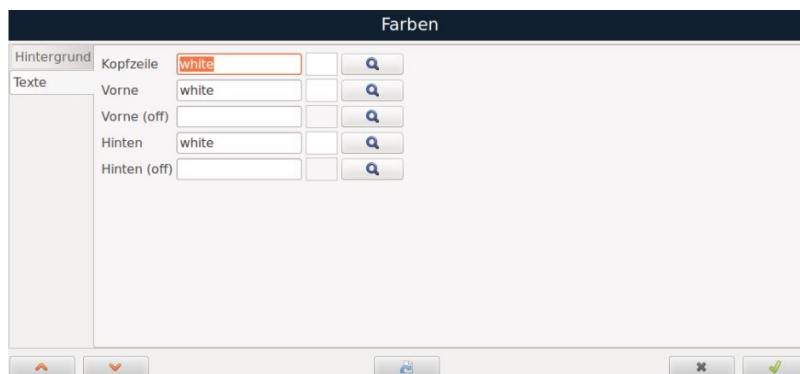 Farben
Hintergrund
Texte
Kopfzeile white
Vorne white
Vorne (off)
Hinten white
Hinten (off)